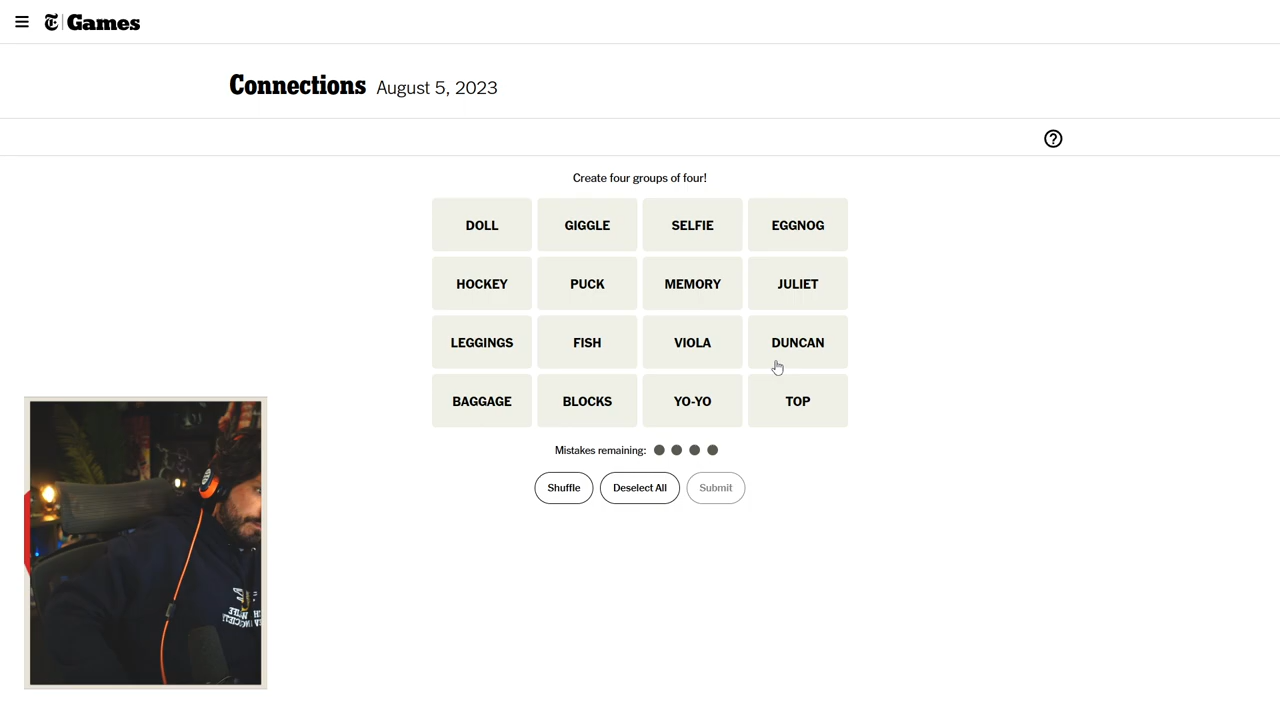 Games
Connections August 5, 2023
Create four groups of four!
DOLL GIGGLE SELFIE EGGNOG
HOCKEY PUCK MEMORY JULIET
LEGGINGS FISH VIOLA DUNCAN
BAGGAGE BLOCKS YO-YO TOP
Mistakes remaining:
Shuffle Deselect All Submit